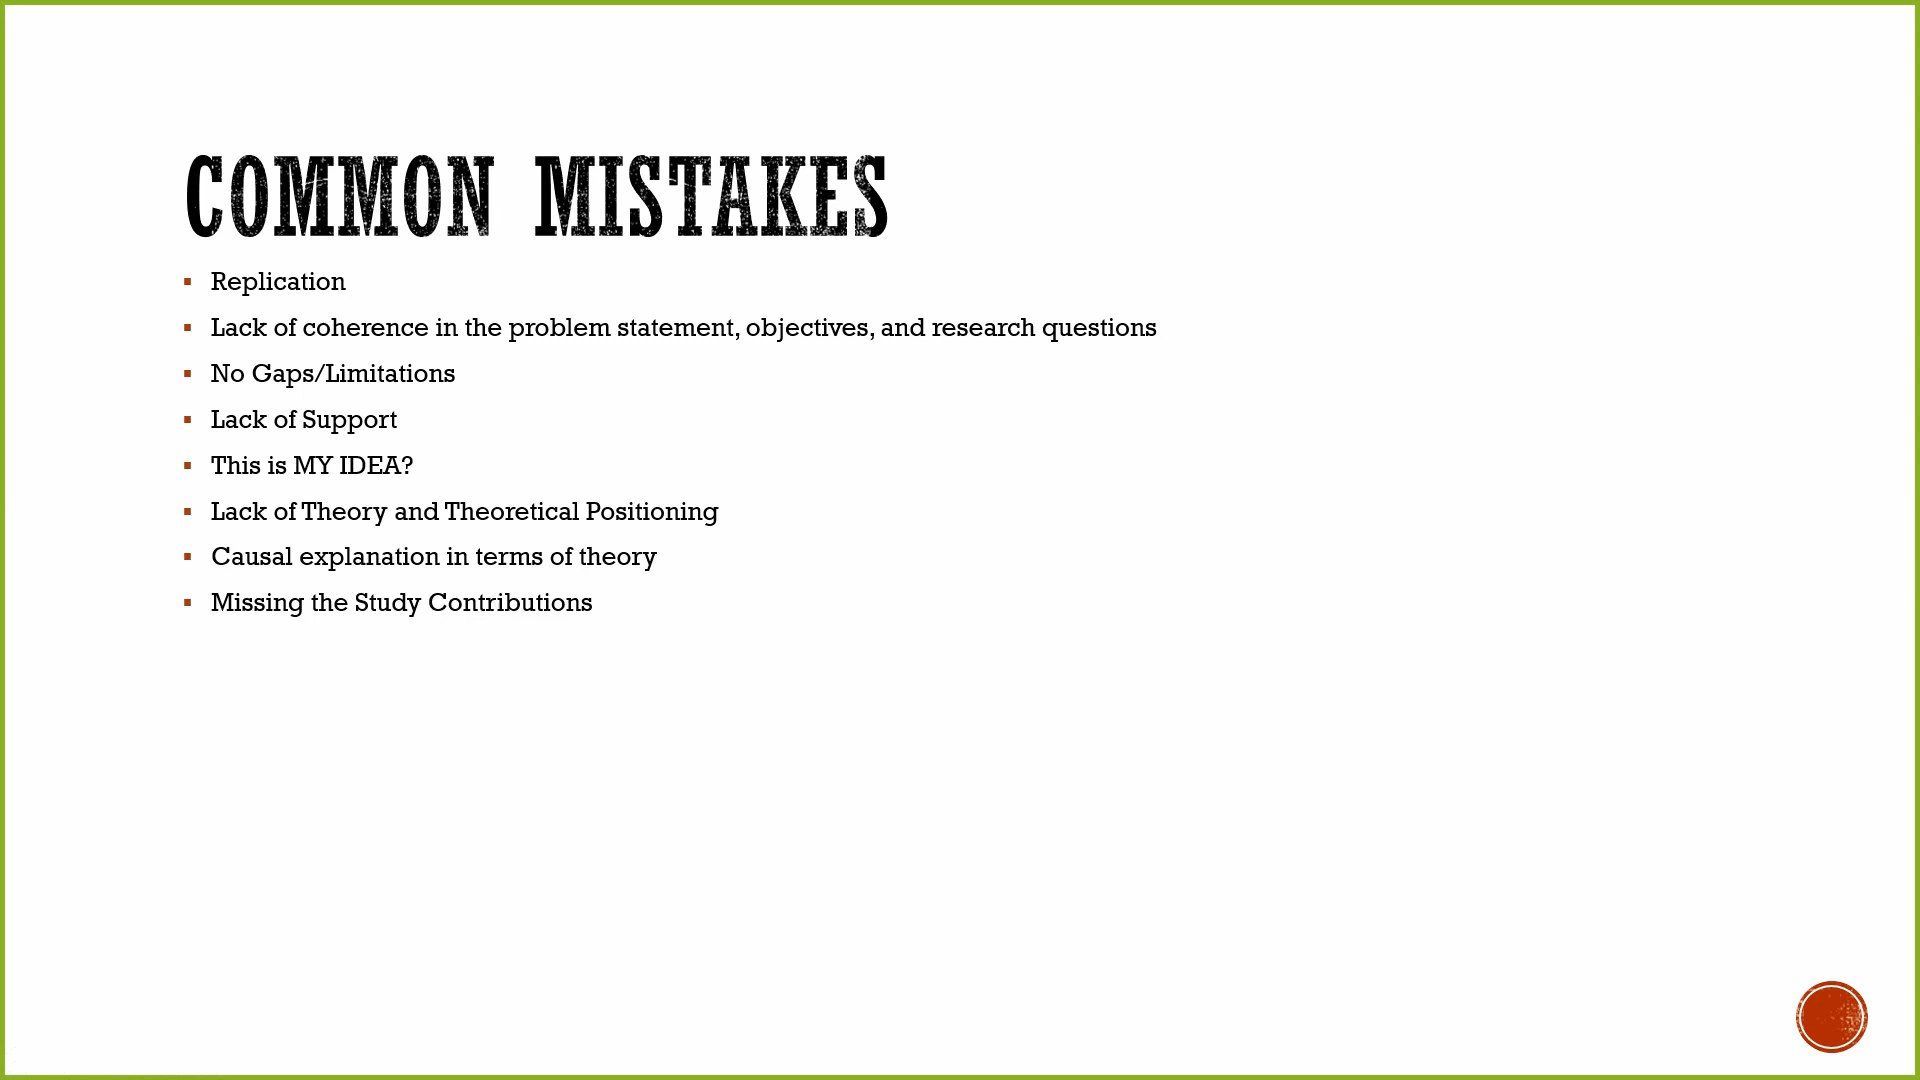 COMMON MISTAKES
Replication
Lack of coherence in the problem statement, objectives, and research questions
No Gaps/Limitations
Lack of Support
This is MY IDEA?
Lack of Theory and Theoretical Positioning
Causal explanation in terms of theory
Missing the Study Contributions